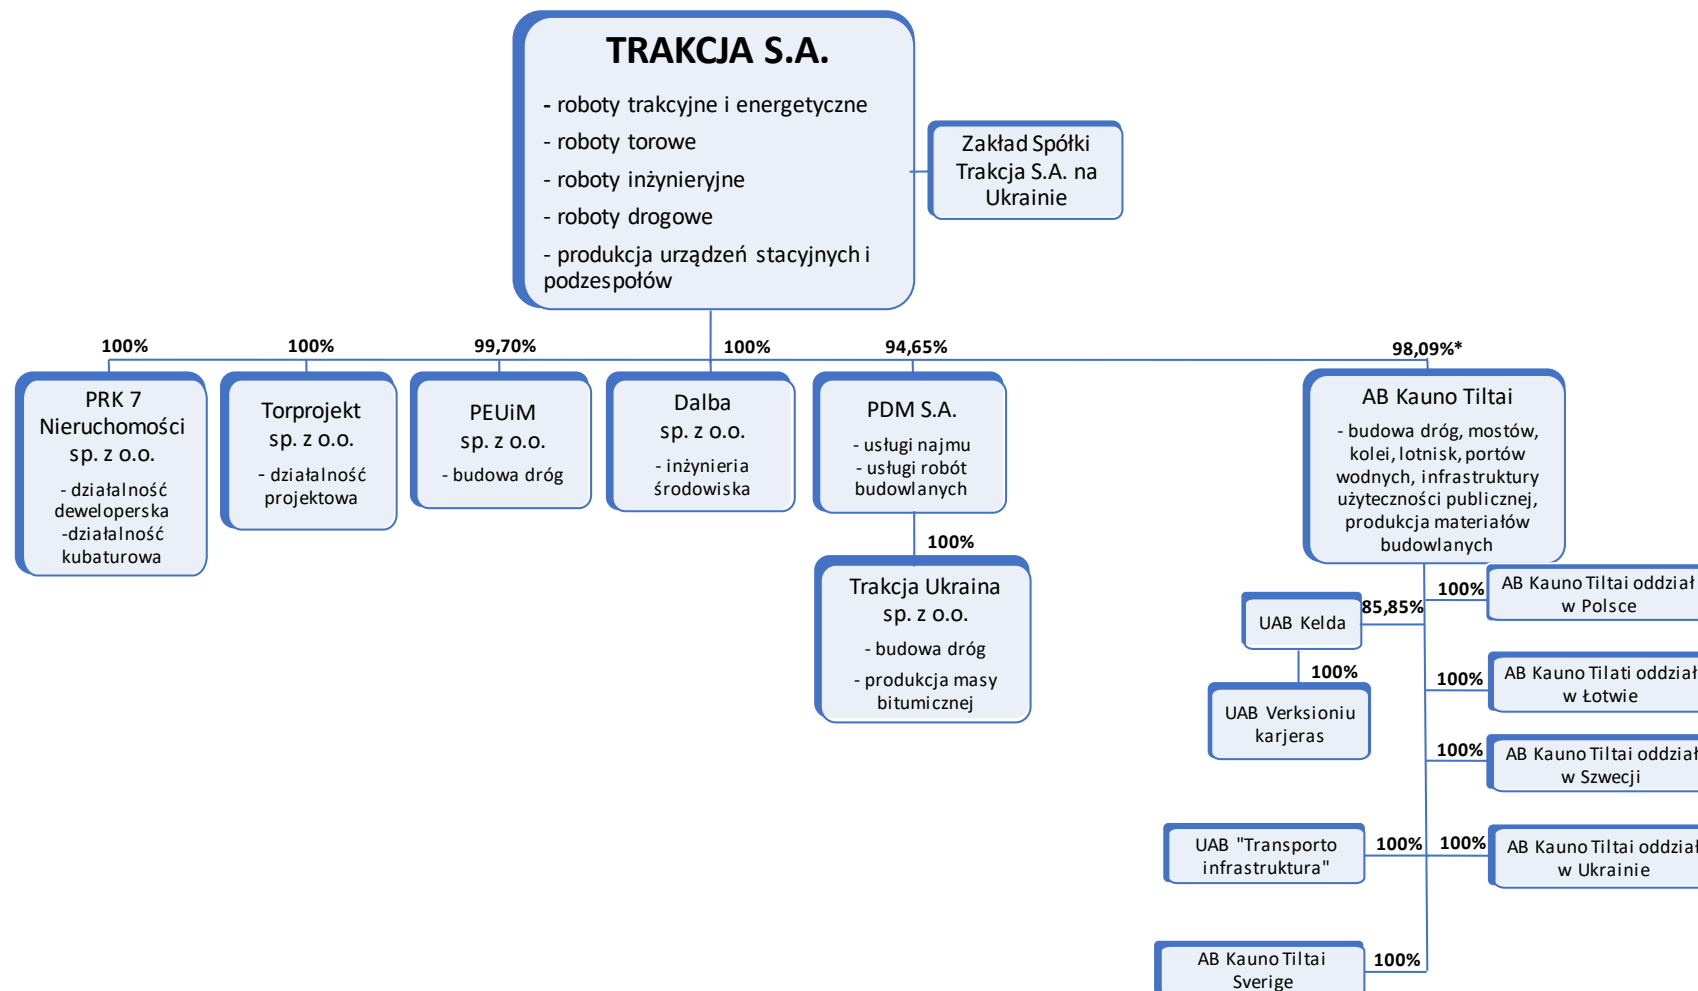 TRAKCJA S.A.
- roboty trakcyjne i energetyczne
- roboty torowe
- roboty inżynieryjne
- roboty drogowe
- produkcja urządzeń stacyjnych i
podzespołów
Zakład Spółki
Trakcja S.A. na
Ukrainie
100%
100%
99,70%
100%
94,65%
98,09%*
PRK 7
Nieruchomości
sp. z o.o.
- działalność
deweloperska
-działalność
kubaturowa
Torprojekt
sp. z o.o.
- działalność
projektowa
PEUiM
sp. z o.o.
- budowa dróg
Dalba
sp. z o.o.
- inżynieria
środowiska
PDM S.A.
- usługi najmu
- usługi robót
budowlanych
AB Kauno Tiltai
- budowa dróg, mostów,
kolei, lotnisk, portów
wodnych, infrastruktury
użyteczności publicznej,
produkcja materiałów
budowlanych
100%
Trakcja Ukraina
sp. z o.o.
- budowa dróg
- produkcja masy
bitumicznej
UAB Kelda
85,85%
100%
AB Kauno Tiltai oddział
w Polsce
100%
UAB Verksioniu
karjeras
100%
AB Kauno Tilati oddział
w Łotwie
100%
AB Kauno Tiltai oddział
w Szwecji
UAB "Transporto
infrastruktura"
100%
100%
AB Kauno Tiltai oddział
w Ukrainie
AB Kauno Tiltai
Sverige
100%